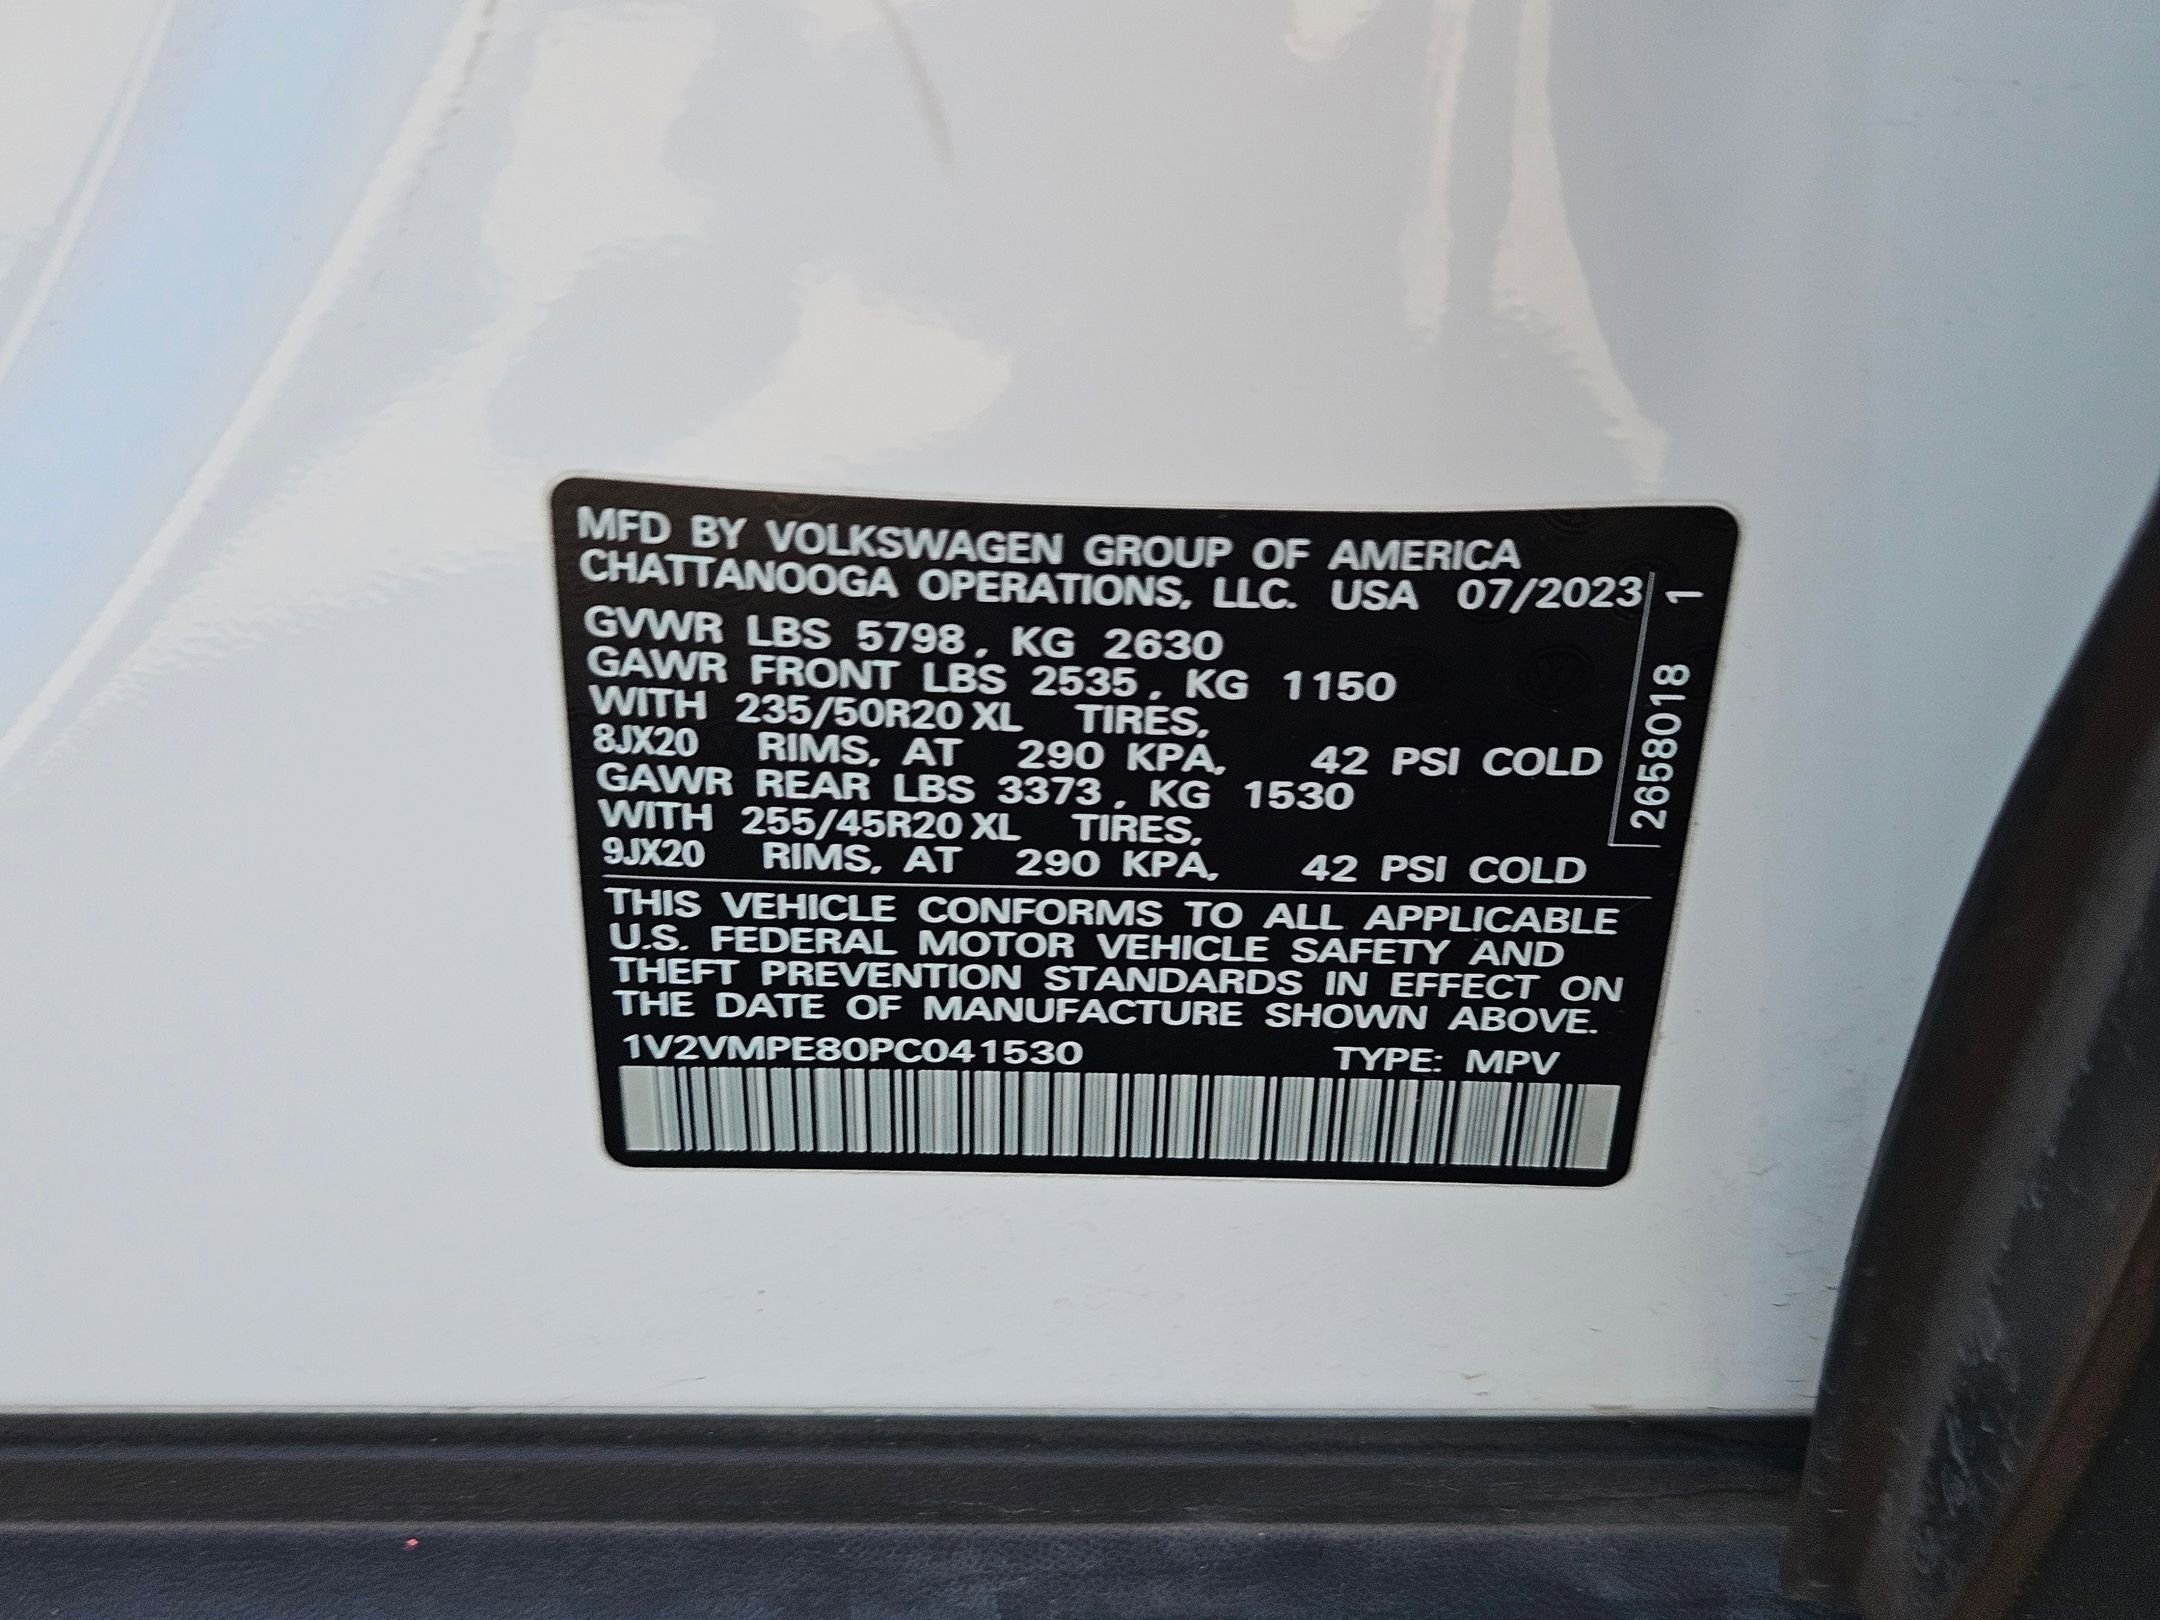 MFD BY VOLKSWAGEN GROUP OF AMERICA
CHATTANOOGA OPERATIONS, LLC. USA 07/2023
GVWR LBS 5798, KG 2630
GAWR FRONT LBS 2535, KG 1150
WITH 235/50R20 XL TIRES,
8JX20 RIMS, AT 290 KPA, 42 PSI COLD
GAWR REAR LBS 3373, KG 1530
WITH 255/45R20 XL TIRES,
9JX20 RIMS, AT 290 KPA, 42 PSI COLD
THIS VEHICLE CONFORMS TO ALL APPLICABLE
U.S. FEDERAL MOTOR VEHICLE SAFETY AND
THEFT PREVENTION STANDARDS IN EFFECT ON
THE DATE OF MANUFACTURE SHOWN ABOVE.
1V2VMPE80PC041530 TYPE: MPV
2658018 1